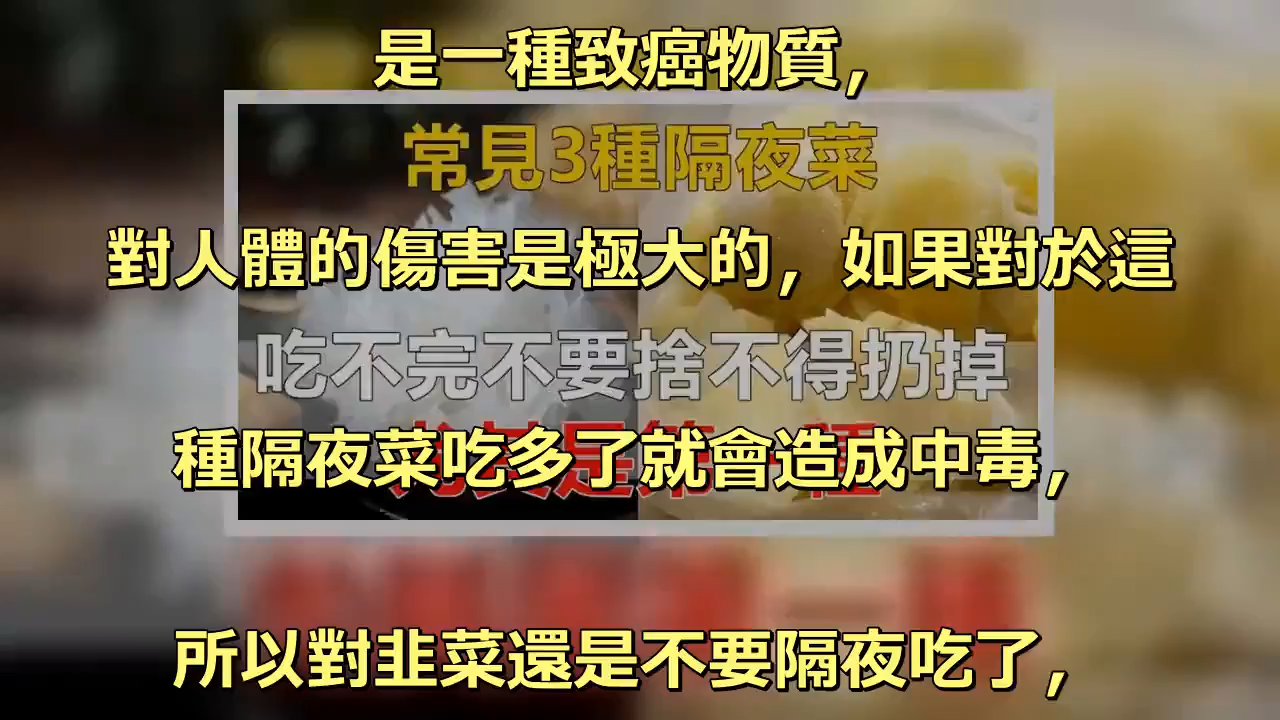 是一種致癌物質，
常見3種隔夜菜
對人體的傷害是極大的，如果對於這
吃不完不要捨不得扔掉
種隔夜菜吃多了就會造成中毒，
所以對韭菜還是不要隔夜吃了，